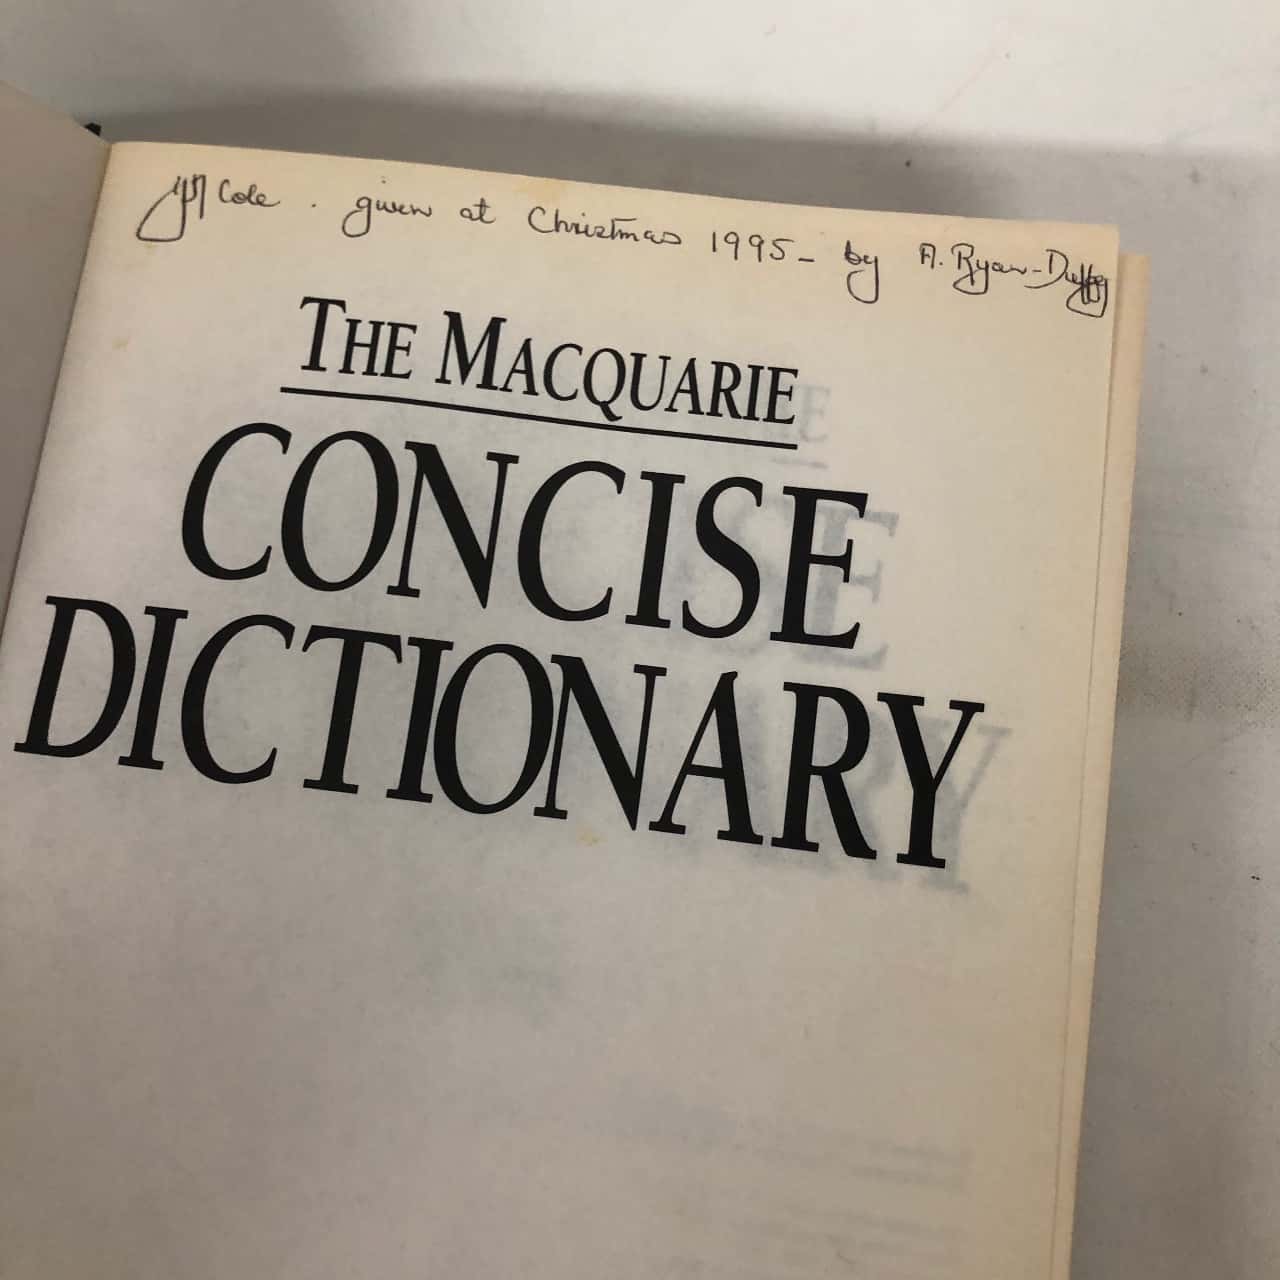 Cole . given at Christmas 1995 - by A. Ryan-Duffy
THE MACQUARIE
CONCISE
DICTIONARY